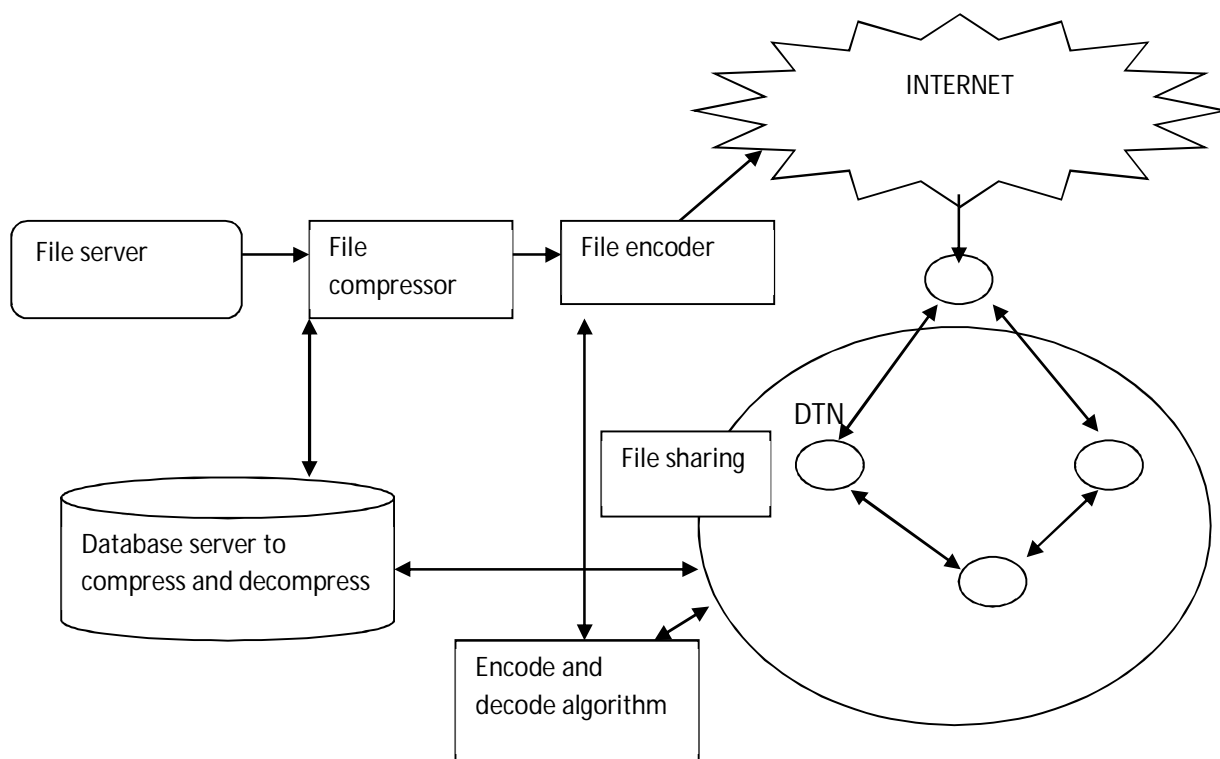 INTERNET
File server
File
compressor
File encoder
DTN
File sharing
Database server to
compress and decompress
Encode and
decode algorithm